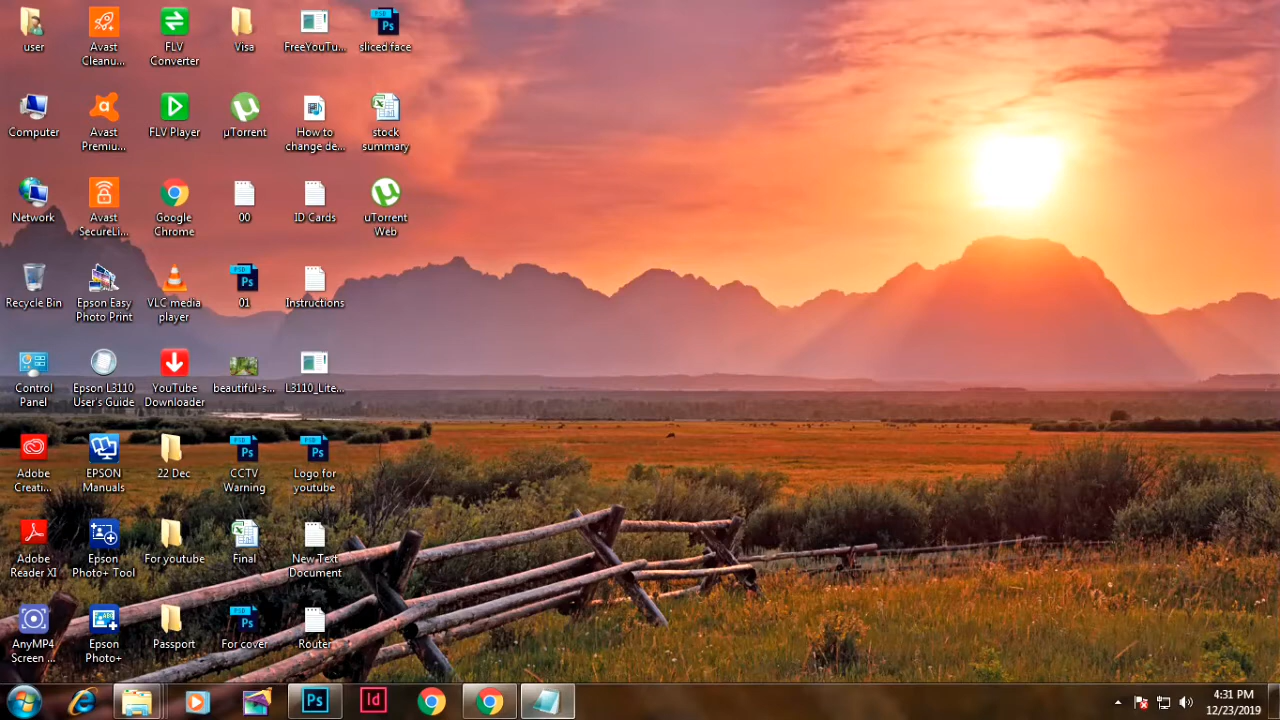 user
Avast
Cleanu...
FLV
Converter
Visa
FreeYouTu...
sliced face
Computer
Avast
Premiu...
FLV Player
µTorrent
How to
change de...
stock
summary
Network
Avast
SecureLi...
Google
Chrome
00
ID Cards
uTorrent
Web
Recycle Bin
Epson Easy
Photo Print
VLC media
player
01
Instructions
Control
Panel
Epson L3110
User's Guide
YouTube
Downloader
beautiful-s...
L3110_Lite...
Adobe
Creati...
EPSON
Manuals
22 Dec
CCTV
Warning
Logo for
youtube
Adobe
Reader XI
Epson
Photo+ Tool
For youtube
Final
New Text
Document
AnyMP4
Screen ...
Epson
Photo+
Passport
For cover
Router
Ps
Id
4:31 PM
12/23/2019